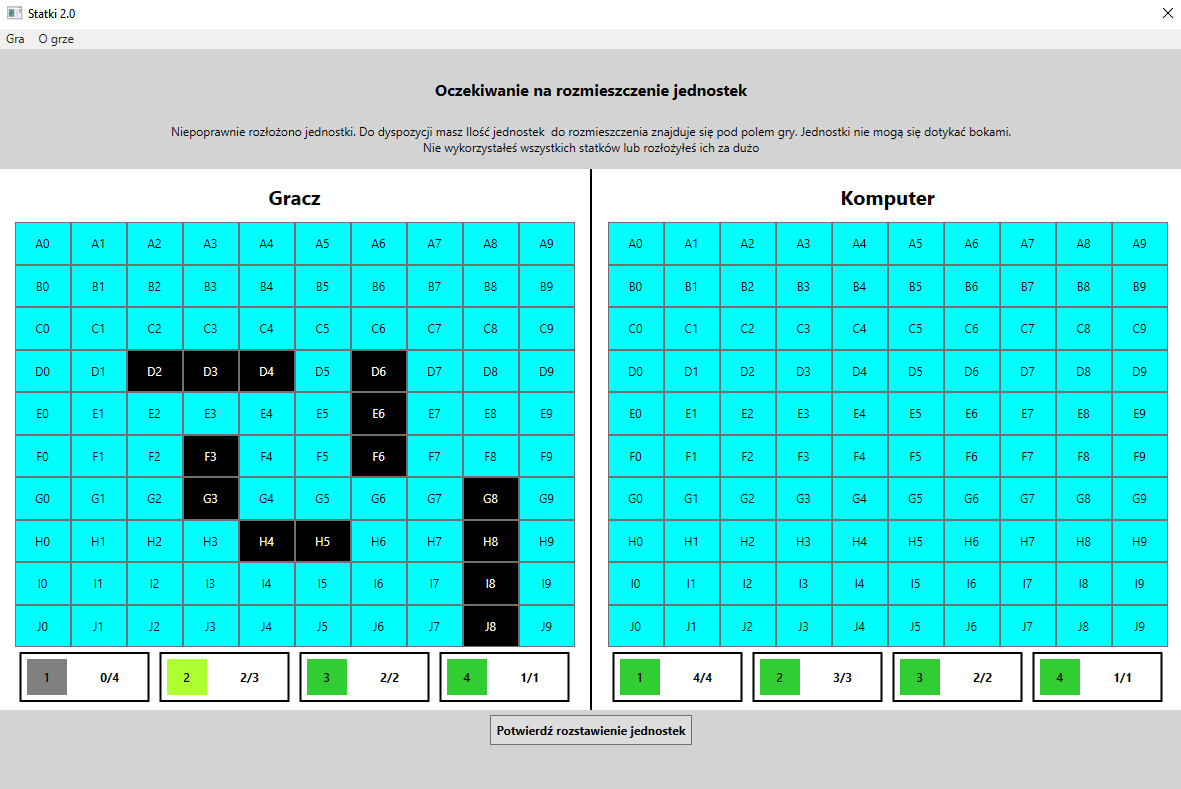 Statki 2.0
Gra O grze
Oczekiwanie na rozmieszczenie jednostek
Niepoprawnie rozłożono jednostki. Do dyspozycji masz Ilość jednostek  do rozmieszczenia znajduje się pod polem gry. Jednostki nie mogą się dotykać bokami.
Nie wykorzystałeś wszystkich statków lub rozłożyłeś ich za dużo
Gracz
A0 A1 A2 A3 A4 A5 A6 A7 A8 A9
B0 B1 B2 B3 B4 B5 B6 B7 B8 B9
C0 C1 C2 C3 C4 C5 C6 C7 C8 C9
D0 D1 D2 D3 D4 D5 D6 D7 D8 D9
E0 E1 E2 E3 E4 E5 E6 E7 E8 E9
F0 F1 F2 F3 F4 F5 F6 F7 F8 F9
G0 G1 G2 G3 G4 G5 G6 G7 G8 G9
H0 H1 H2 H3 H4 H5 H6 H7 H8 H9
I0 I1 I2 I3 I4 I5 I6 I7 I8 I9
J0 J1 J2 J3 J4 J5 J6 J7 J8 J9
1 0/4 2 2/3 3 2/2 4 1/1
Komputer
A0 A1 A2 A3 A4 A5 A6 A7 A8 A9
B0 B1 B2 B3 B4 B5 B6 B7 B8 B9
C0 C1 C2 C3 C4 C5 C6 C7 C8 C9
D0 D1 D2 D3 D4 D5 D6 D7 D8 D9
E0 E1 E2 E3 E4 E5 E6 E7 E8 E9
F0 F1 F2 F3 F4 F5 F6 F7 F8 F9
G0 G1 G2 G3 G4 G5 G6 G7 G8 G9
H0 H1 H2 H3 H4 H5 H6 H7 H8 H9
I0 I1 I2 I3 I4 I5 I6 I7 I8 I9
J0 J1 J2 J3 J4 J5 J6 J7 J8 J9
1 4/4 2 3/3 3 2/2 4 1/1
Potwierdź rozstawienie jednostek